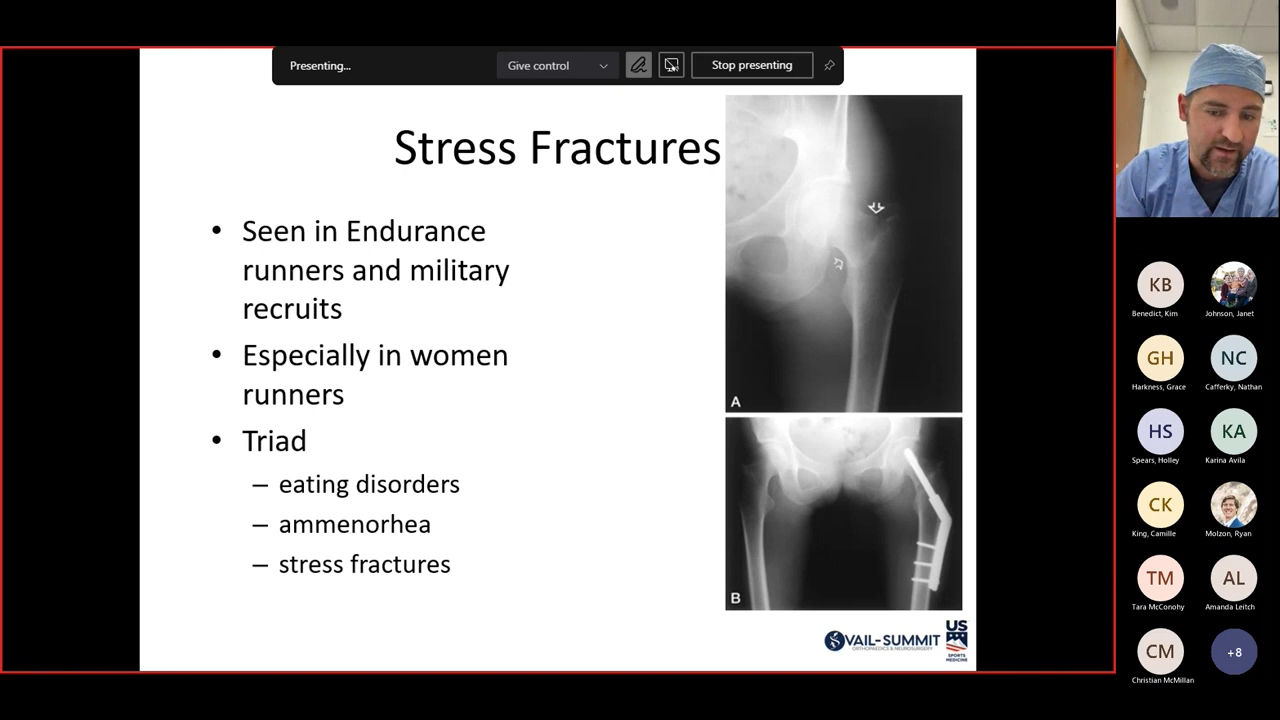 Presenting...
Give control
Stop presenting
Stress Fractures
• Seen in Endurance
runners and military
recruits
• Especially in women
runners
• Triad
– eating disorders
– ammenorhea
– stress fractures
A
B
VAIL-SUMMIT
ORTHOPAEDICS & NEUROSURGERY
US
SPORTS
MEDICINE
KB
Benedict, Kim
Johnson, Janet
GH
Harkness, Grace
NC
Cafferky, Nathan
HS
Spears, Holley
KA
Karina Avila
CK
King, Camille
Molzon, Ryan
TM
Tara McConohy
AL
Amanda Leitch
CM
Christian McMillan
+8